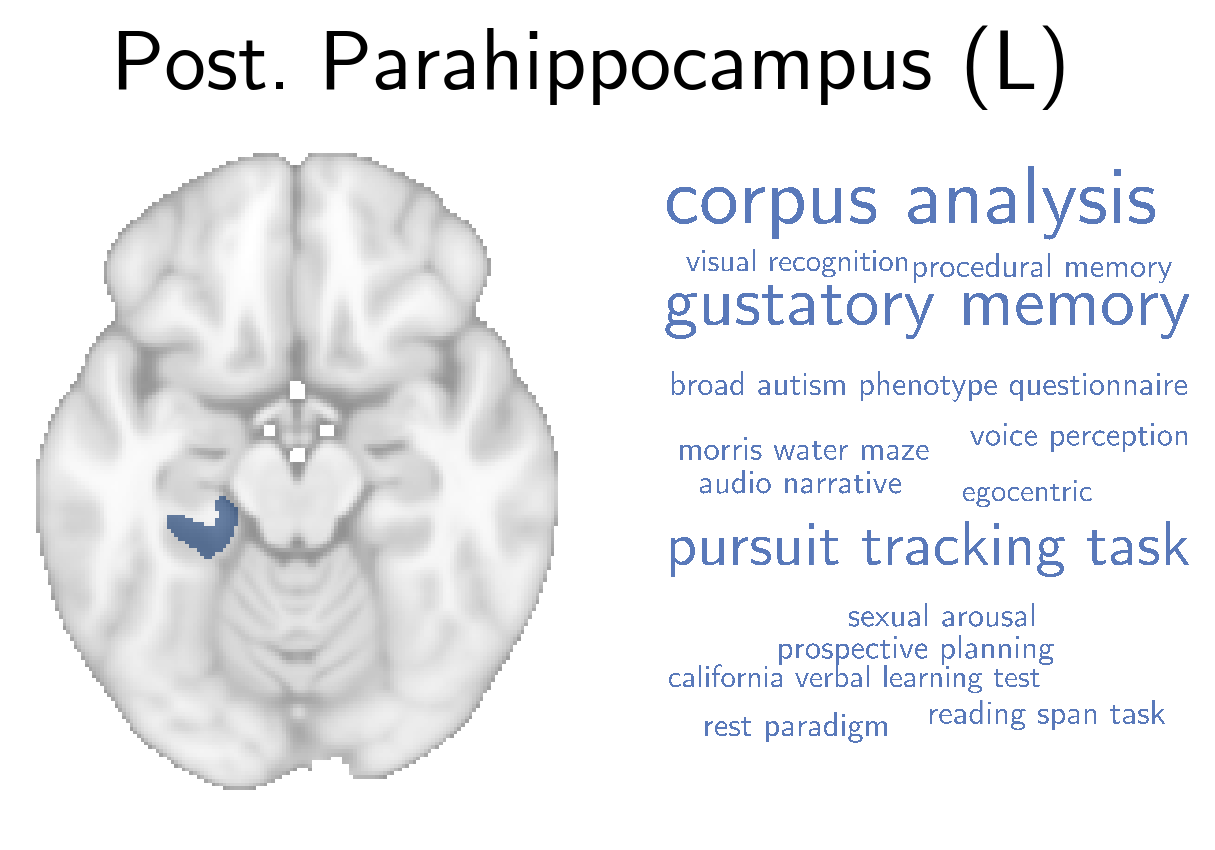 Post. Parahippocampus (L)
corpus analysis
visual recognition procedural memory
gustatory memory
broad autism phenotype questionnaire
voice perception
morris water maze
audio narrative
egocentric
pursuit tracking task
sexual arousal
prospective planning
california verbal learning test
reading span task
rest paradigm